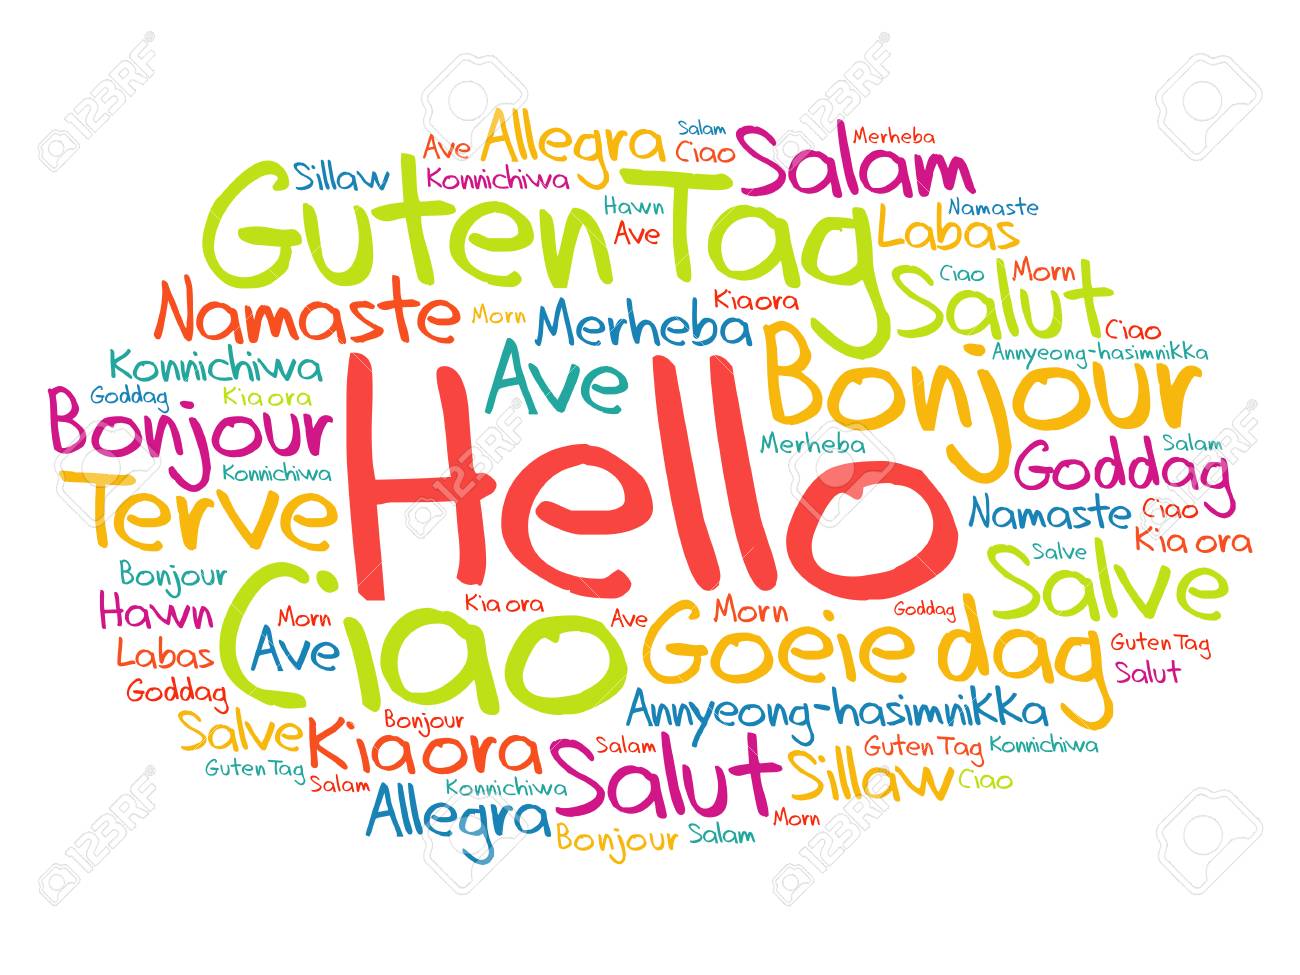 Allegra Salam Salam Merheba
Ave Ciao
Sillaw Konnichiwa
Guten Tag
Hawn Ave Labas Namaste
Ciao Morn
Namaste Morn Merheba Kiaora Salut Ciao
Konnichiwa Ave Bonjour Annyeong-hasimnikka
Goddag Kiaora
Bonjour Hello Merheba Goddag Salam
Konnichiwa
Terve Namaste Ciao
Kia ora
Bonjour Salve Salve
Hawn Morn Ciao Kia ora Ave Morn Goddag
Labas Ave Goeie dag Guten Tag
Goddag Salut
Salve Kiaora Bonjour Annyeong-hasimnikka
Guten Tag Salam Salut Salam Guten Tag Konnichiwa
Konnichiwa Sillaw Ciao
Allegra Bonjour Salam Morn
123RF
123RF
123RF
123RF